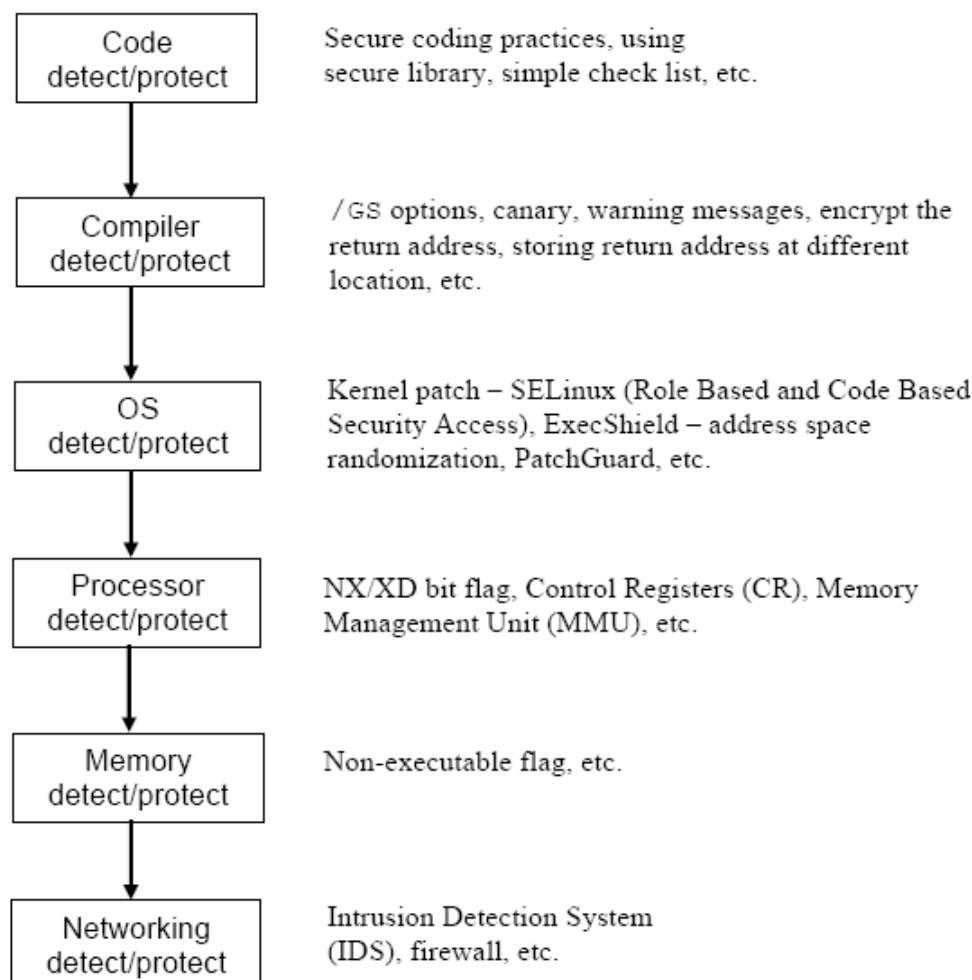 Code
detect/protect
Secure coding practices, using
secure library, simple check list, etc.
Compiler
detect/protect
/GS options, canary, warning messages, encrypt the
return address, storing return address at different
location, etc.
OS
detect/protect
Kernel patch – SELinux (Role Based and Code Based
Security Access), ExecShield – address space
randomization, PatchGuard, etc.
Processor
detect/protect
NX/XD bit flag, Control Registers (CR), Memory
Management Unit (MMU), etc.
Memory
detect/protect
Non-executable flag, etc.
Networking
detect/protect
Intrusion Detection System
(IDS), firewall, etc.